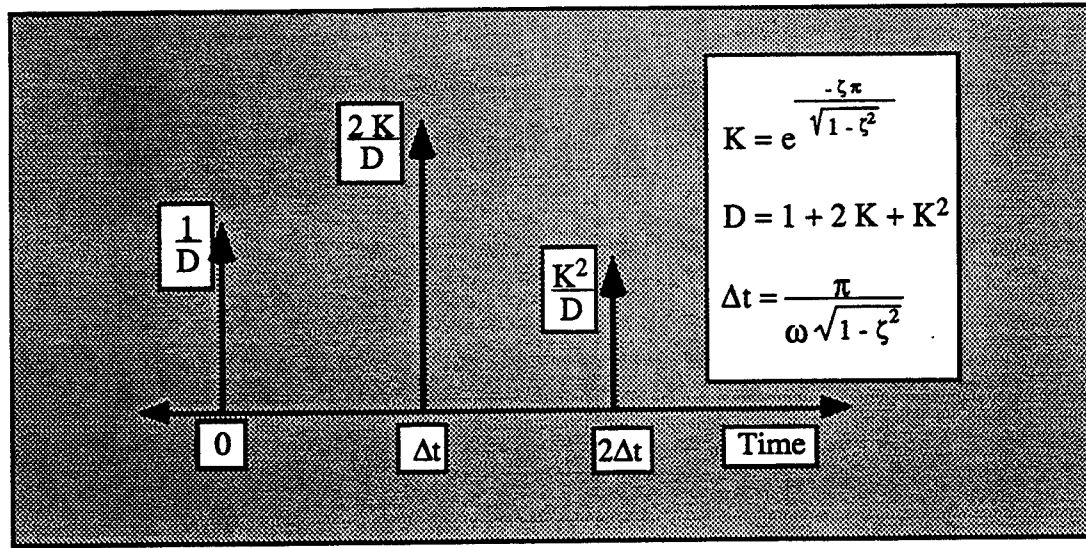 1/D
2 K/D
K²/D
0
Δt
2Δt
Time
K = e^(-ζπ/√(1 - ζ²))
D = 1 + 2 K + K²
Δt = π/(ω√(1 - ζ²))